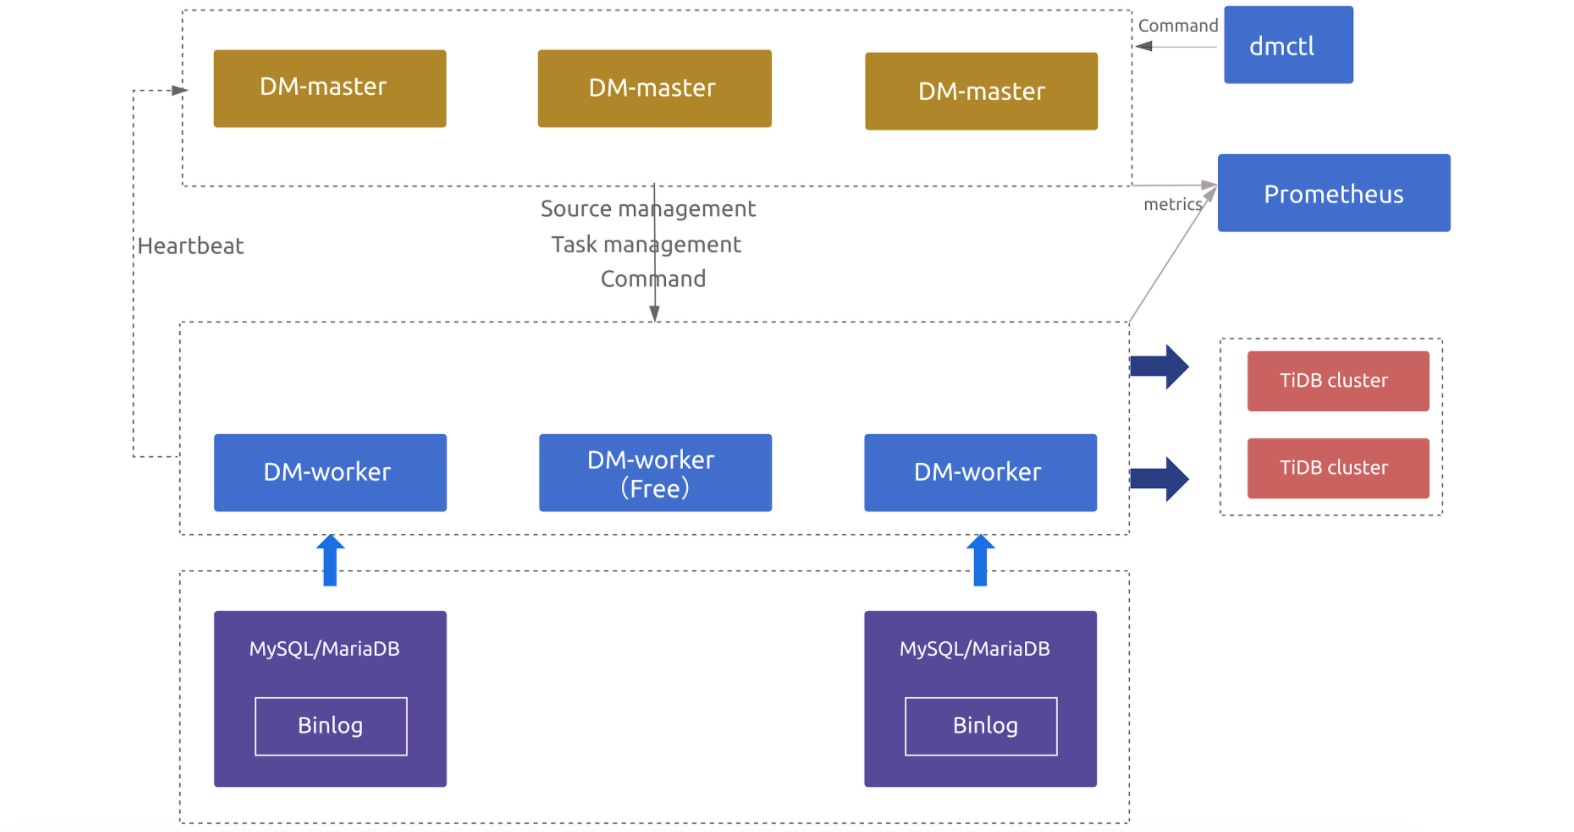 Command
dmctl
DM-master
DM-master
DM-master
Prometheus
metrics
Source management
Task management
Command
Heartbeat
TiDB cluster
TiDB cluster
DM-worker
DM-worker
（Free）
DM-worker
MySQL/MariaDB
Binlog
MySQL/MariaDB
Binlog